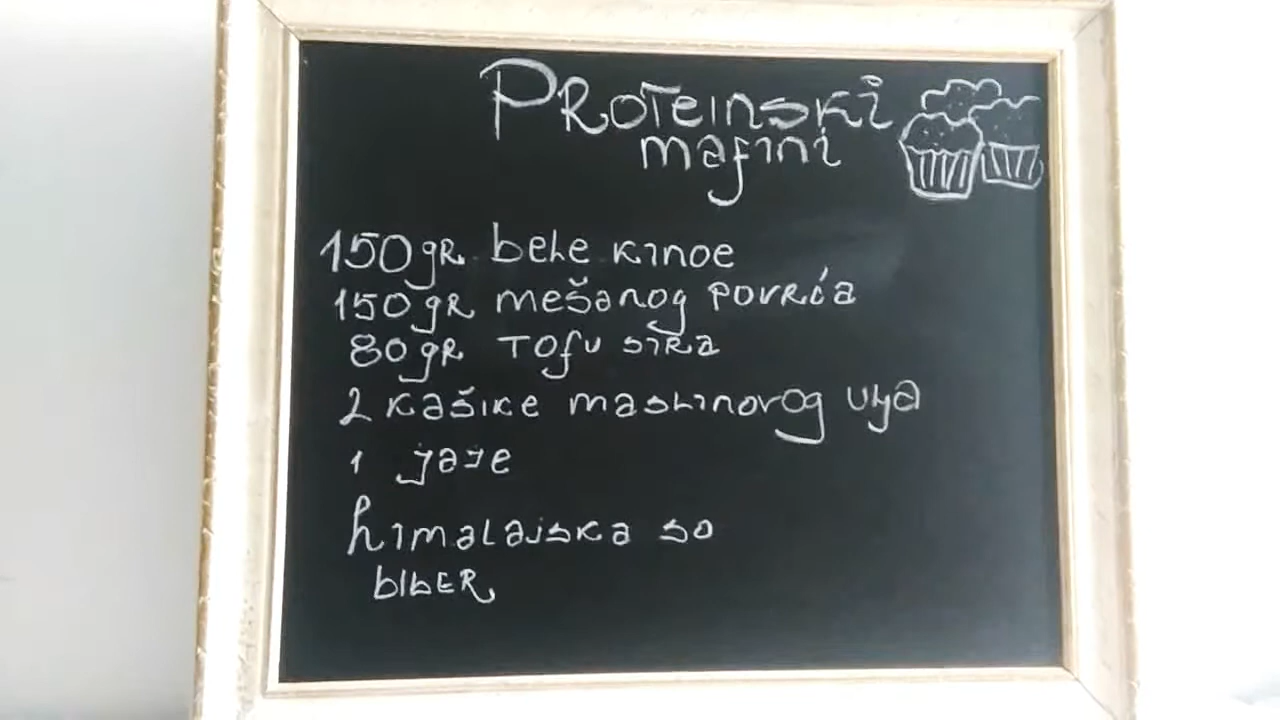 Proteinski
mafini
150gr bele kinoe
150gr mešanog povrća
80gr Tofu sira
2 kašike maslinovog ulja
1 jaje
himalajska so
biber